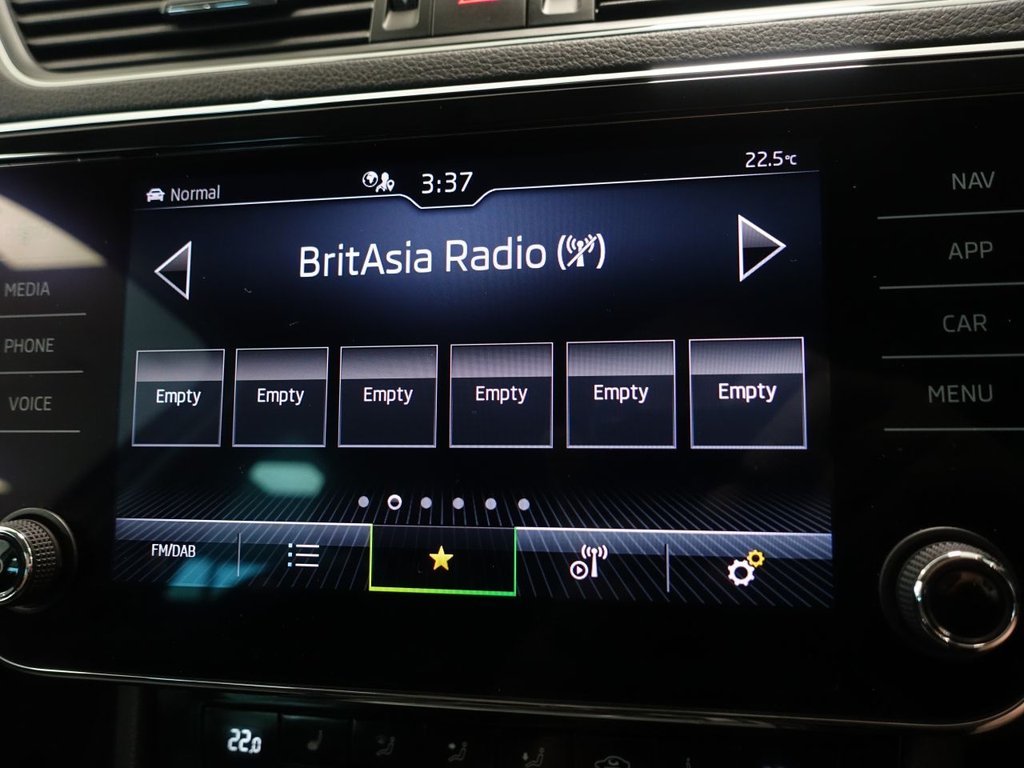 Normal
3:37
22.5°C
BritAsia Radio
Empty
Empty
Empty
Empty
Empty
Empty
FM/DAB
MEDIA
PHONE
VOICE
NAV
APP
CAR
MENU
22.0